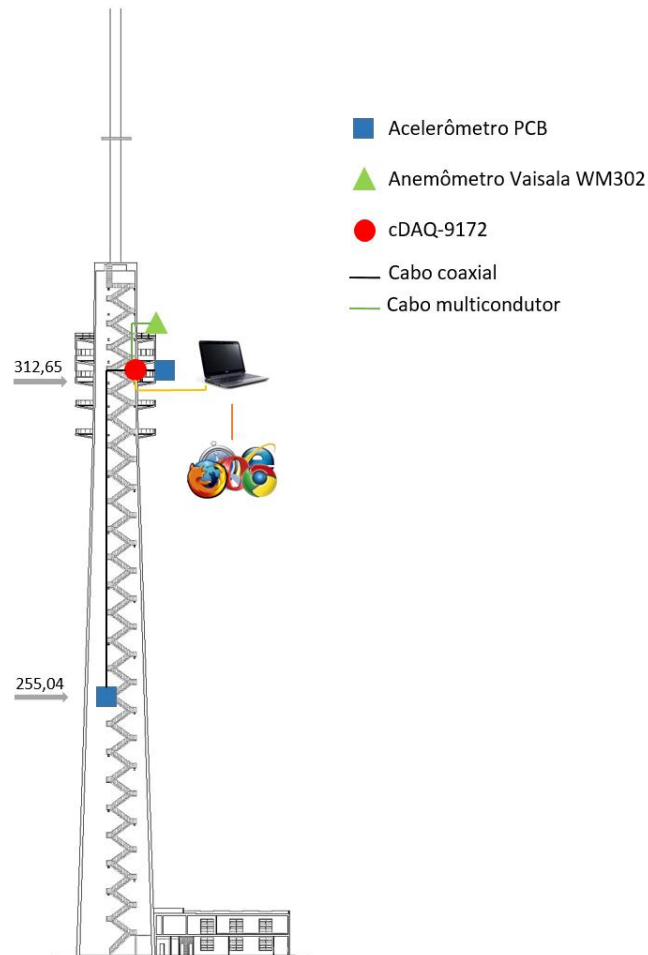 Acelerômetro PCB
Anemômetro Vaisala WM302
cDAQ-9172
Cabo coaxial
Cabo multicondutor
312,65
255,04